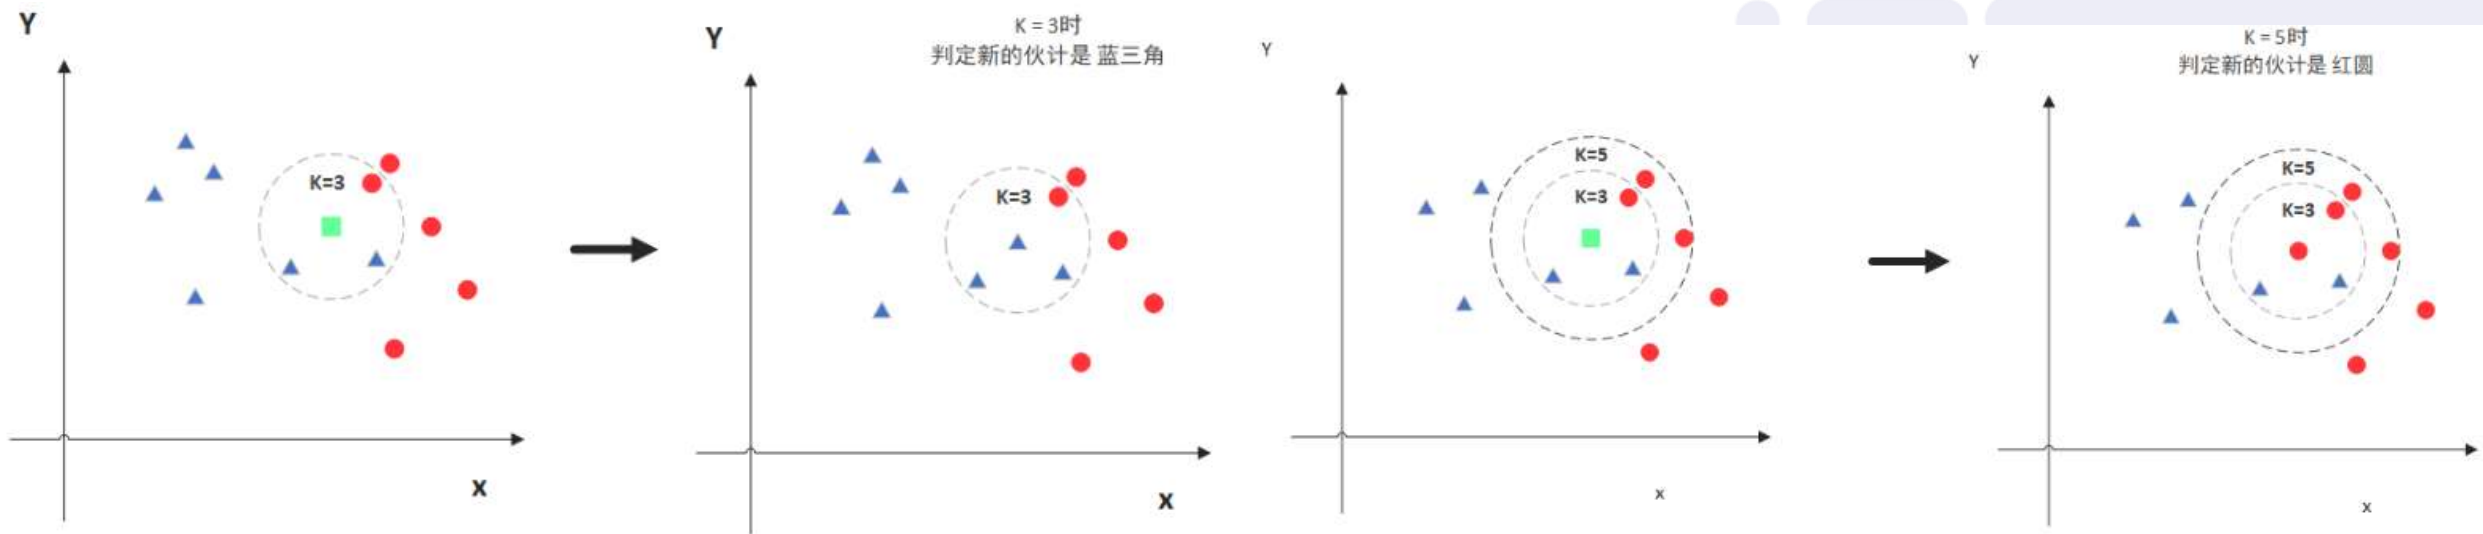 Y
K=3
x
K = 3时
判定新的伙计是 蓝三角
Y
K=3
x
Y
K=5
K=3
x
K = 5时
判定新的伙计是 红圆
Y
K=5
K=3
x